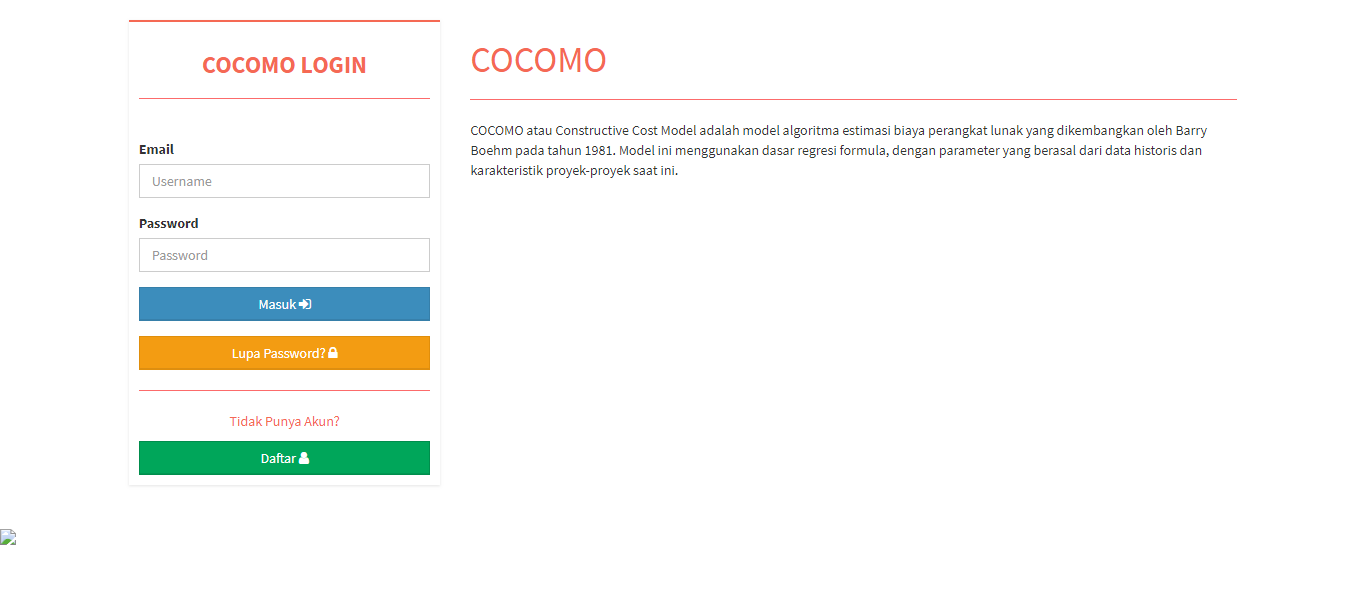 COCOMO LOGIN
Email
Username
Password
Password
Masuk
Lupa Password?
Tidak Punya Akun?
Daftar
COCOMO
COCOMO atau Constructive Cost Model adalah model algoritma estimasi biaya perangkat lunak yang dikembangkan oleh Barry
Boehm pada tahun 1981. Model ini menggunakan dasar regresi formula, dengan parameter yang berasal dari data historis dan
karakteristik proyek-proyek saat ini.